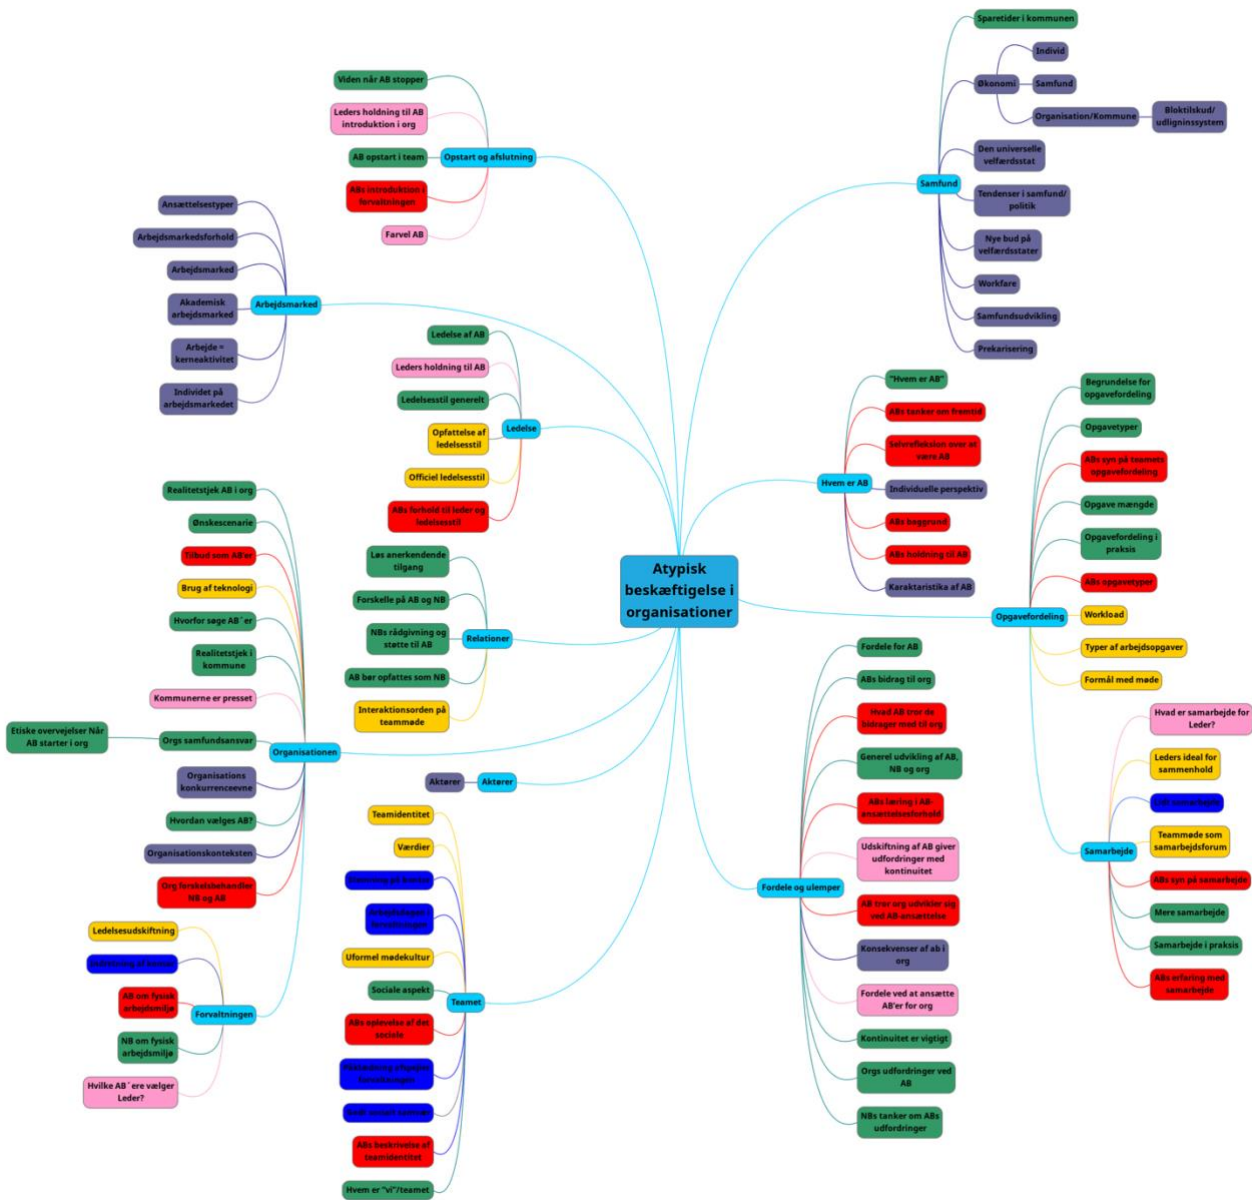 Atypisk
beskæftigelse i
organisationer
Opstart og afslutning
Viden når AB stopper
Leders holdning til AB
introduktion i org
AB opstart i team
ABs introduktion i
forvaltningen
Farvel AB
Arbejdsmarked
Ansættelsestyper
Arbejdsmarkedsforhold
Arbejdsmarked
Akademisk
arbejdsmarked
Arbejde =
kerneaktivitet
Individet på
arbejdsmarkedet
Ledelse
Ledelse af AB
Leders holdning til AB
Ledelsesstil generelt
Opfattelse af
ledelsesstil
Officiel ledelsesstil
ABs forhold til leder og
ledelsesstil
Relationer
Løs anerkendende
tilgang
Forskelle på AB og NB
NBs rådgivning og
støtte til AB
AB bør opfattes som NB
Interaktionsorden på
teammøde
Organisationen
Realitetstjek AB i org
Ønskescenarie
Tilbud som AB'er
Brug af teknologi
Hvorfor søge AB´er
Realitetstjek i
kommune
Kommunerne er presset
Orgs samfundsansvar
Etiske overvejelser Når
AB starter i org
Organisations
konkurrenceevne
Hvordan vælges AB?
Organisationskonteksten
Org forskelsbehandler
NB og AB
Aktører
Aktører
Forvaltningen
Ledelsesudskiftning
AB om fysisk
arbejdsmiljø
NB om fysisk
arbejdsmiljø
Hvilke AB´ere vælger
Leder?
Teamet
Teamidentitet
Værdier
Uformel mødekultur
Sociale aspekt
ABs oplevelse af det
sociale
ABs beskrivelse af
teamidentitet
Hvem er "vi"/teamet
Samfund
Sparetider i kommunen
Økonomi
Individ
Samfund
Organisation/Kommune
Bloktilskud/
udligninssystem
Den universelle
velfærdsstat
Tendenser i samfund/
politik
Nye bud på
velfærdsstater
Workfare
Samfundsudvikling
Prekarisering
Hvem er AB
"Hvem er AB"
ABs tanker om fremtid
Selvrefleksion over at
være AB
Individuelle perspektiv
ABs baggrund
ABs holdning til AB
Karaktaristika af AB
Opgavefordeling
Begrundelse for
opgavefordeling
Opgavetyper
ABs syn på teamets
opgavefordeling
Opgave mængde
Opgavefordeling i
praksis
ABs opgavetyper
Workload
Typer af arbejdsopgaver
Formål med møde
Samarbejde
Hvad er samarbejde for
Leder?
Leders ideal for
sammenhold
Lidt samarbejde
Teammøde som
samarbejdsforum
ABs syn på samarbejde
Mere samarbejde
Samarbejde i praksis
ABs erfaring med
samarbejde
Fordele og ulemper
Fordele for AB
ABs bidrag til org
Hvad AB tror de
bidrager med til org
Generel udvikling af AB,
NB og org
ABs læring i AB-
ansættelsesforhold
Udskiftning af AB giver
udfordringer med
kontinuitet
AB tror org udvikler sig
ved AB-ansættelse
Konsekvenser af ab i
org
Fordele ved at ansætte
AB'er for org
Kontinuitet er vigtigt
Orgs udfordringer ved
AB
NBs tanker om ABs
udfordringer